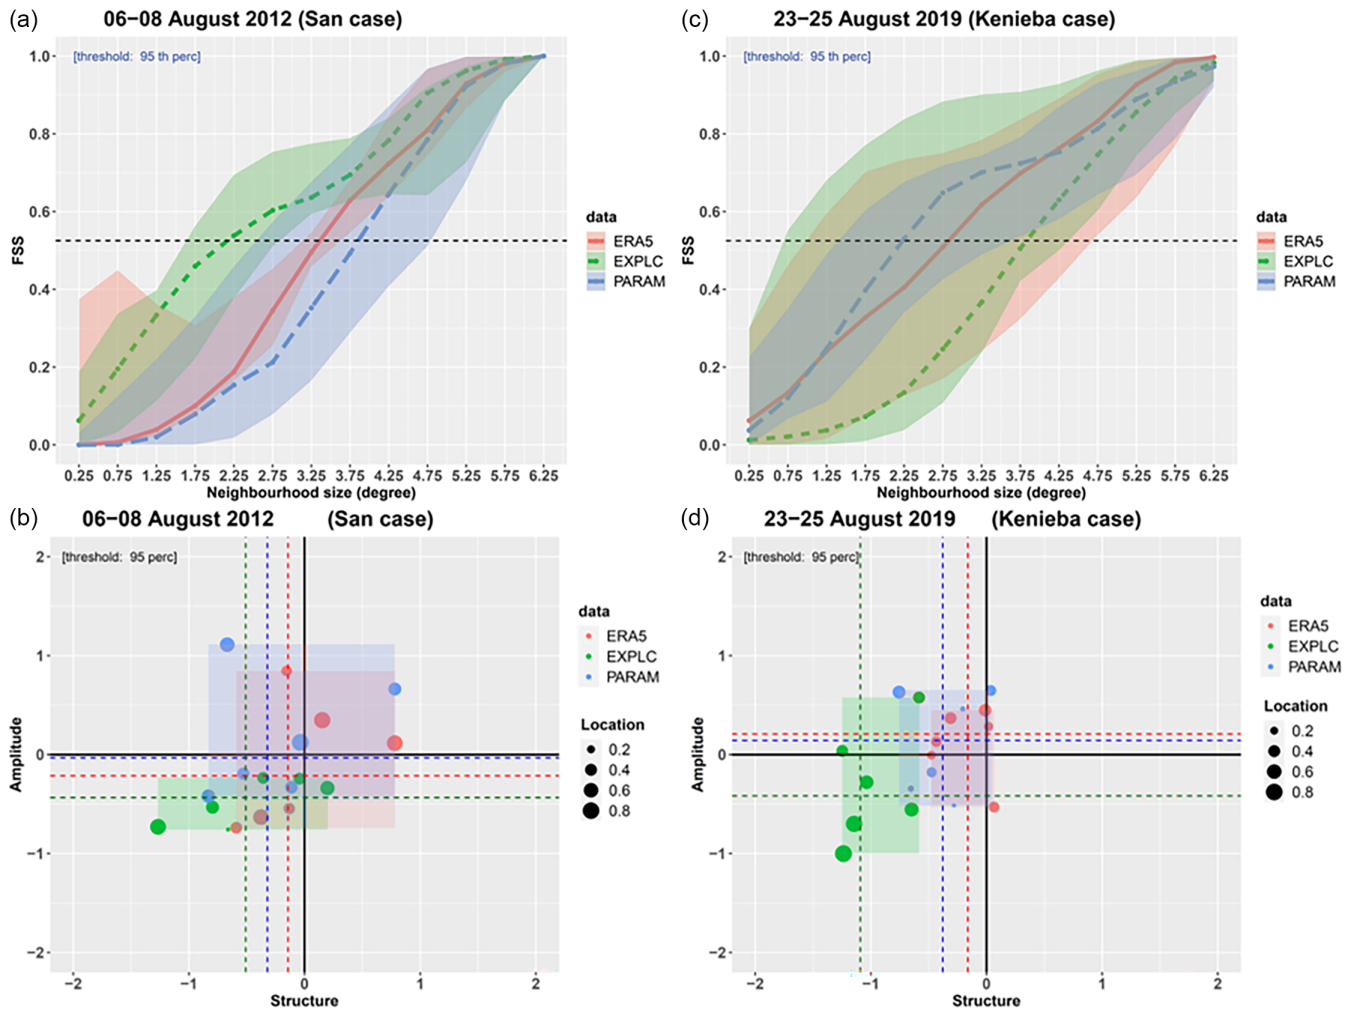 (a)
06−08 August 2012 (San case)
[threshold: 95 th perc]
1.0
0.8
0.6
0.4
0.2
0.0
FSS
0.25 0.75 1.25 1.75 2.25 2.75 3.25 3.75 4.25 4.75 5.25 5.75 6.25
Neighbourhood size (degree)
data
ERA5
EXPLC
PARAM
(c)
23−25 August 2019 (Kenieba case)
[threshold: 95 th perc]
1.0
0.8
0.6
0.4
0.2
0.0
FSS
0.25 0.75 1.25 1.75 2.25 2.75 3.25 3.75 4.25 4.75 5.25 5.75 6.25
Neighbourhood size (degree)
data
ERA5
EXPLC
PARAM
(b)
06−08 August 2012 (San case)
[threshold: 95 perc]
2
1
0
−1
−2
Amplitude
−2 −1 0 1 2
Structure
data
ERA5
EXPLC
PARAM
Location
0.2
0.4
0.6
0.8
(d)
23−25 August 2019 (Kenieba case)
[threshold: 95 perc]
2
1
0
−1
−2
Amplitude
−2 −1 0 1 2
Structure
data
ERA5
EXPLC
PARAM
Location
0.2
0.4
0.6
0.8